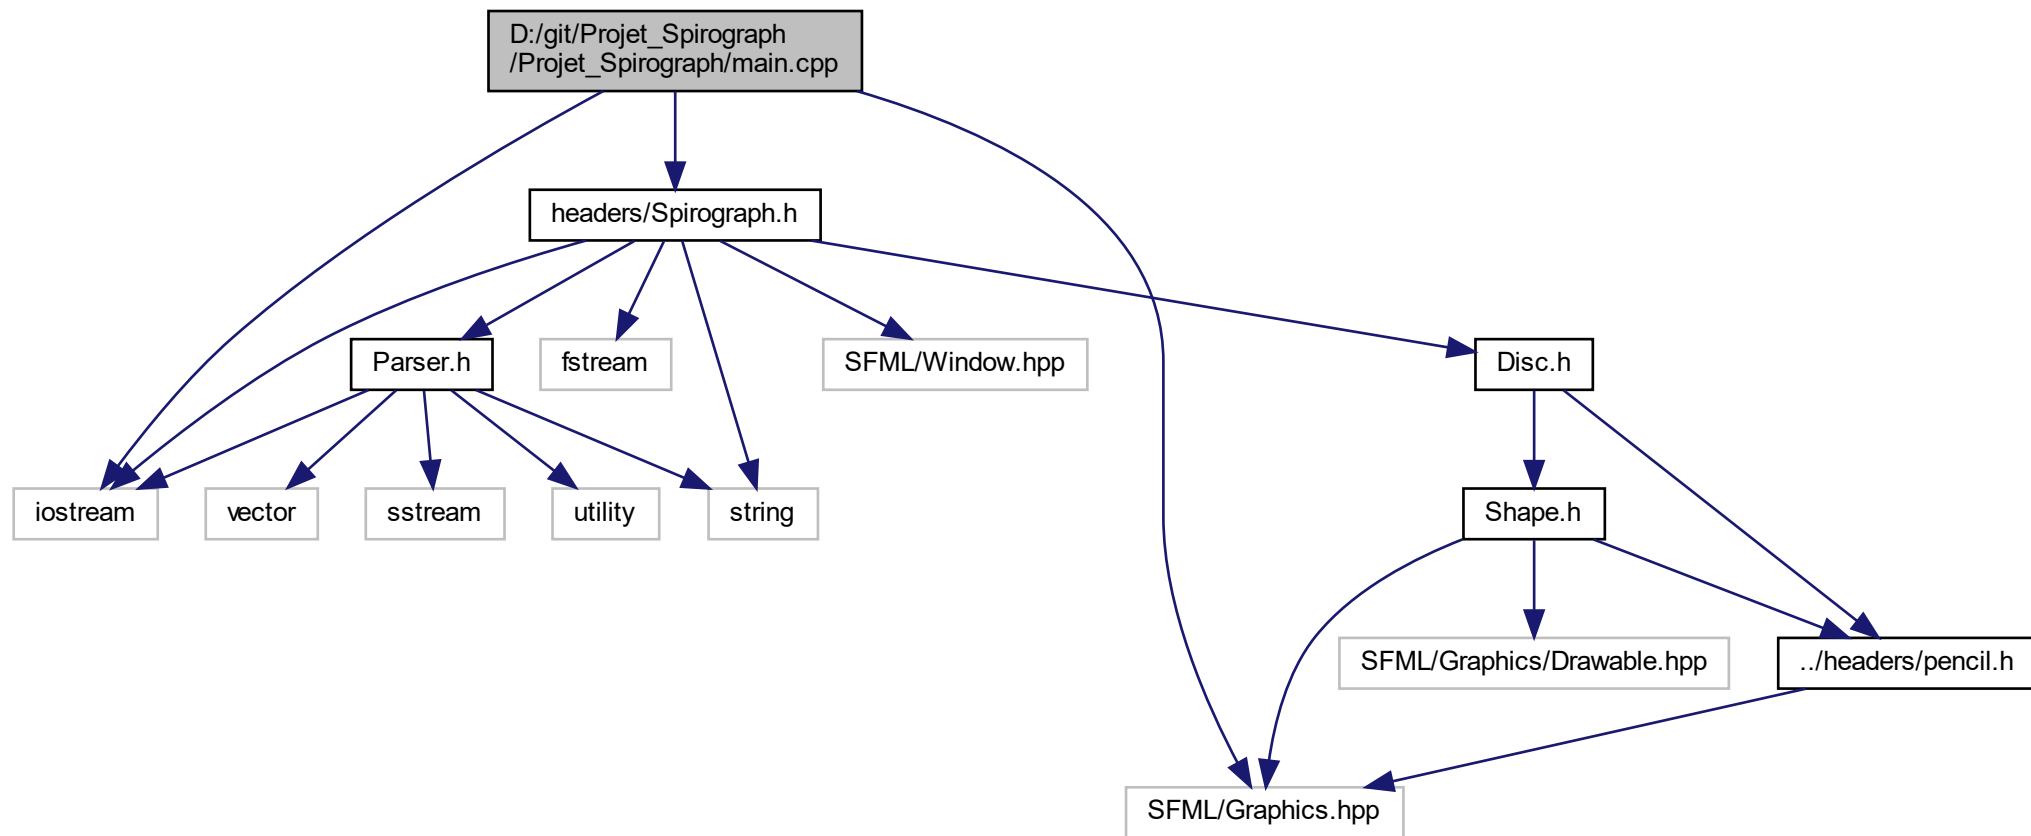 D:/git/Projet_Spirograph
/Projet_Spirograph/main.cpp
headers/Spirograph.h
Parser.h
fstream
SFML/Window.hpp
Disc.h
iostream
vector
sstream
utility
string
Shape.h
SFML/Graphics/Drawable.hpp
../headers/pencil.h
SFML/Graphics.hpp